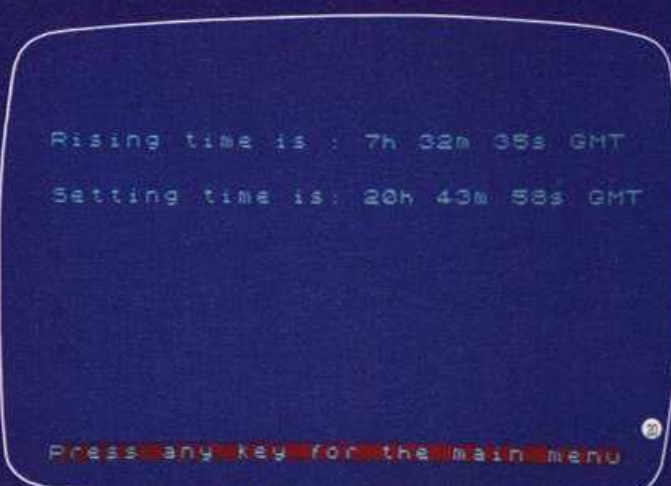 Rising time is : 7h 32m 35s GMT
Setting time is: 20h 43m 58s GMT
20
Press any key for the main menu